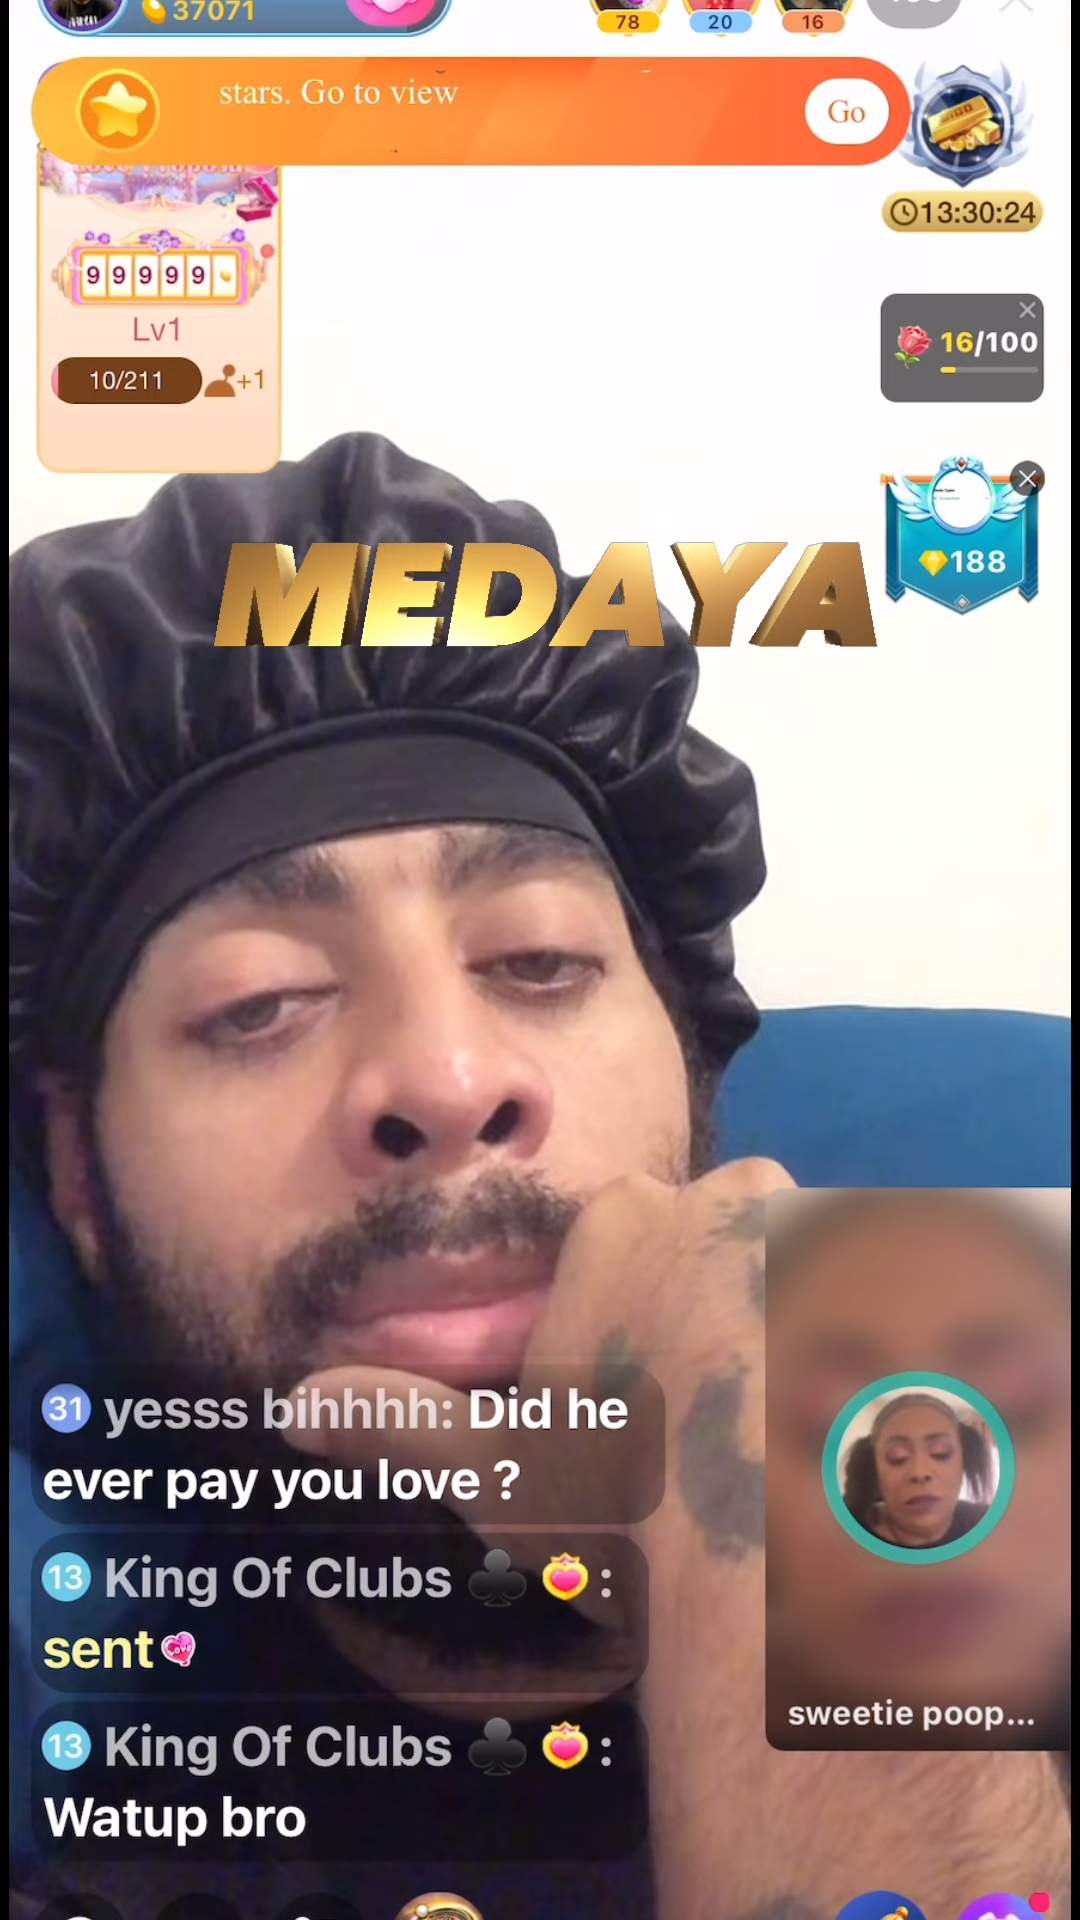 37071
78
20
16
stars. Go to view
Go
13:30:24
99999
Lv1
10/211
+1
16/100
188
MEDAYA
31 yesss bihhhh: Did he
ever pay you love ?
13 King Of Clubs ♣️ :
sent
13 King Of Clubs ♣️ :
Watup bro
sweetie poop...